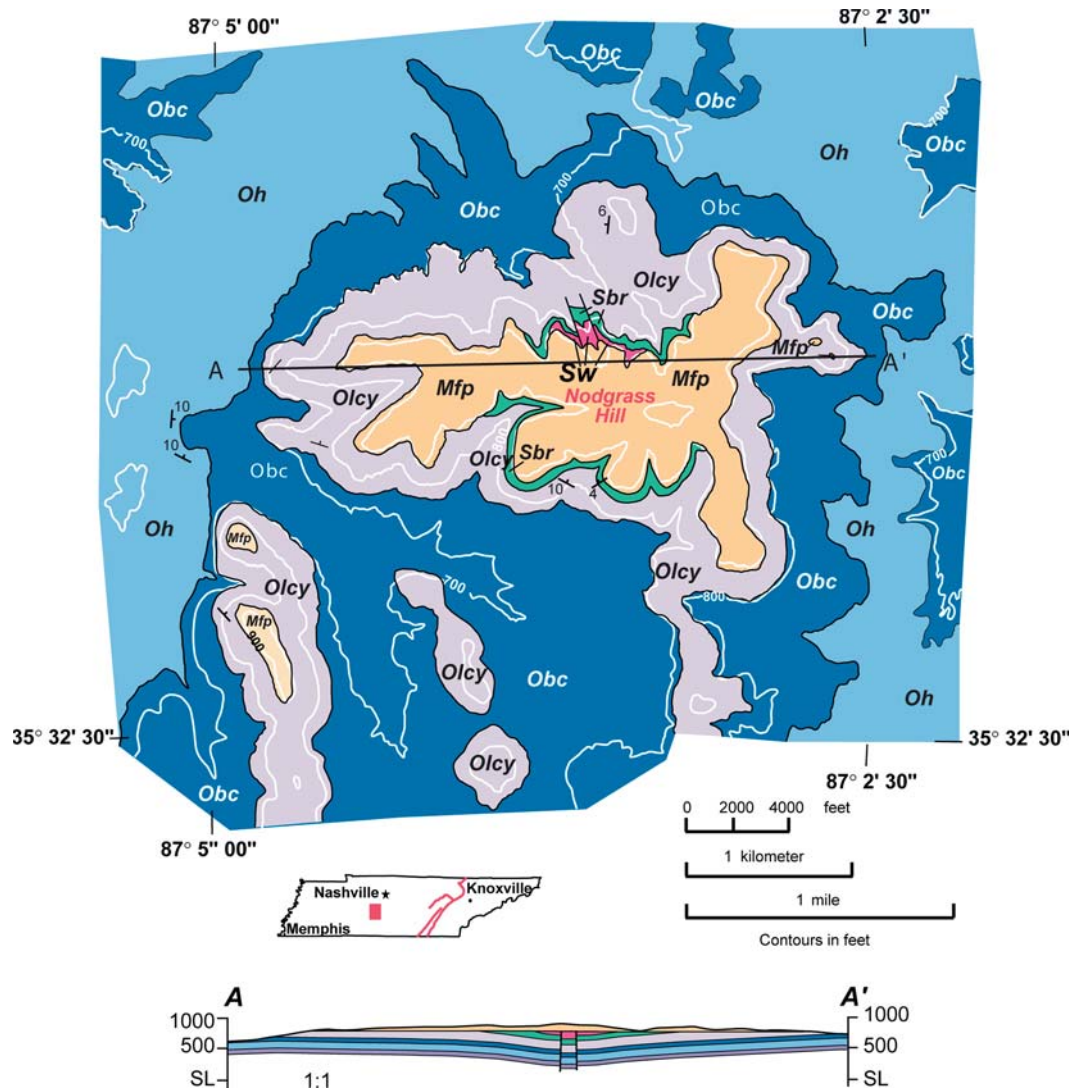 87° 5' 00"
87° 2' 30"
Obc
Obc
Obc
700
700
Obc
Oh
Oh
700
Obc
Obc
6
Olcy
Sbr
Obc
Mfp
A
A'
Sw
Mfp
Mfp
Nodgrass
Hill
Olcy
10
10
Obc
800
Olcy
Sbr
10
4
700
Obc
Oh
Oh
Mfp
Olcy
Mfp
900
700
Olcy
800
Obc
Olcy
Obc
Oh
35° 32' 30"
35° 32' 30"
Olcy
Obc
87° 5' 00"
87° 2' 30"
0 2000 4000 feet
1 kilometer
1 mile
Contours in feet
Nashville
Knoxville
Memphis
A
A'
1000
1000
500
500
SL
1:1
SL